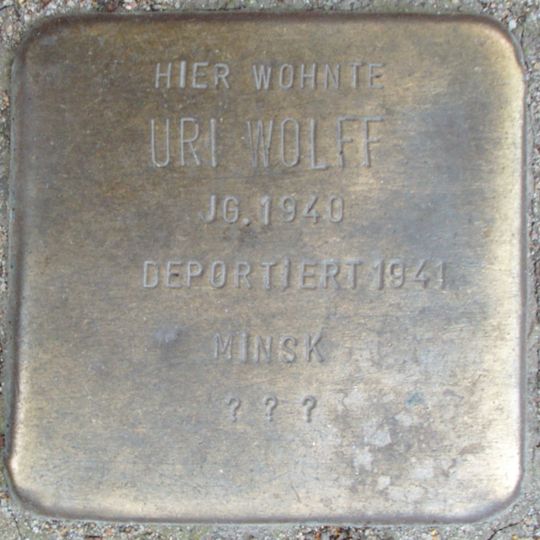 HIER WOHNTE
URI WOLFF
JG. 1940
DEPORTIERT 1941
MINSK
? ? ?